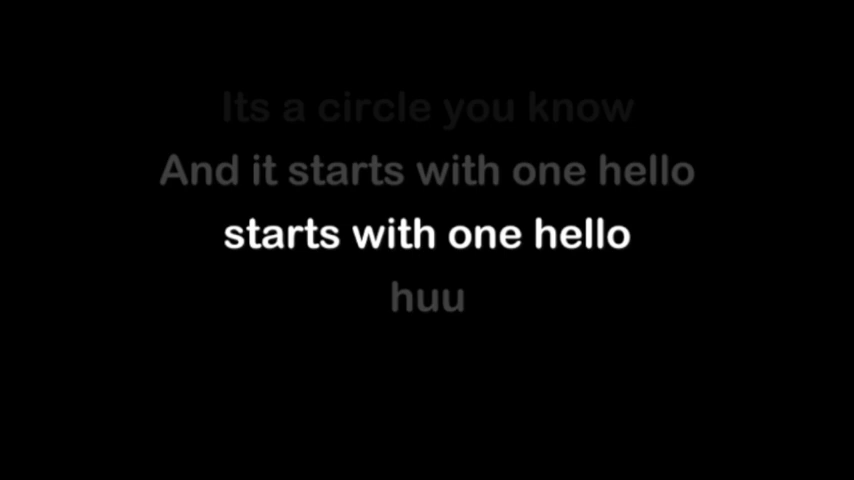 Its a circle you know
And it starts with one hello
starts with one hello
huu